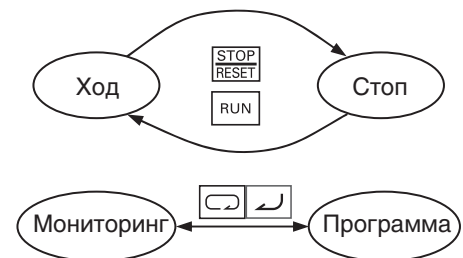 STOP
RESET
Ход
Стоп
RUN
Мониторинг
Программа